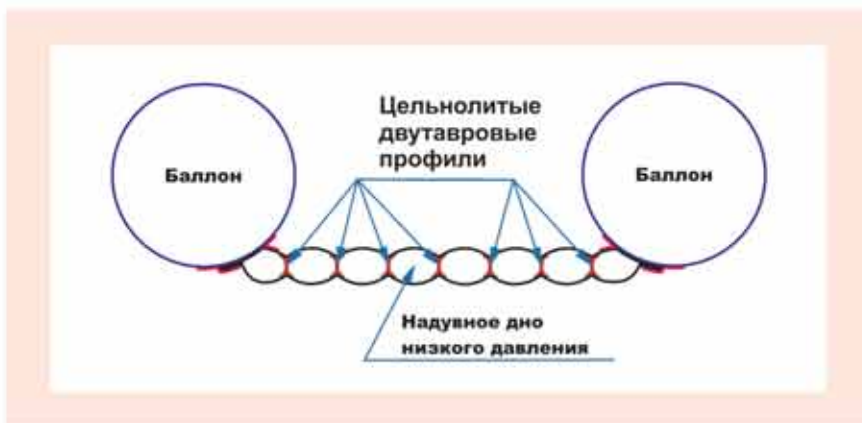 Цельнолитые
двутавровые
профили
Баллон
Баллон
Надувное дно
низкого давления